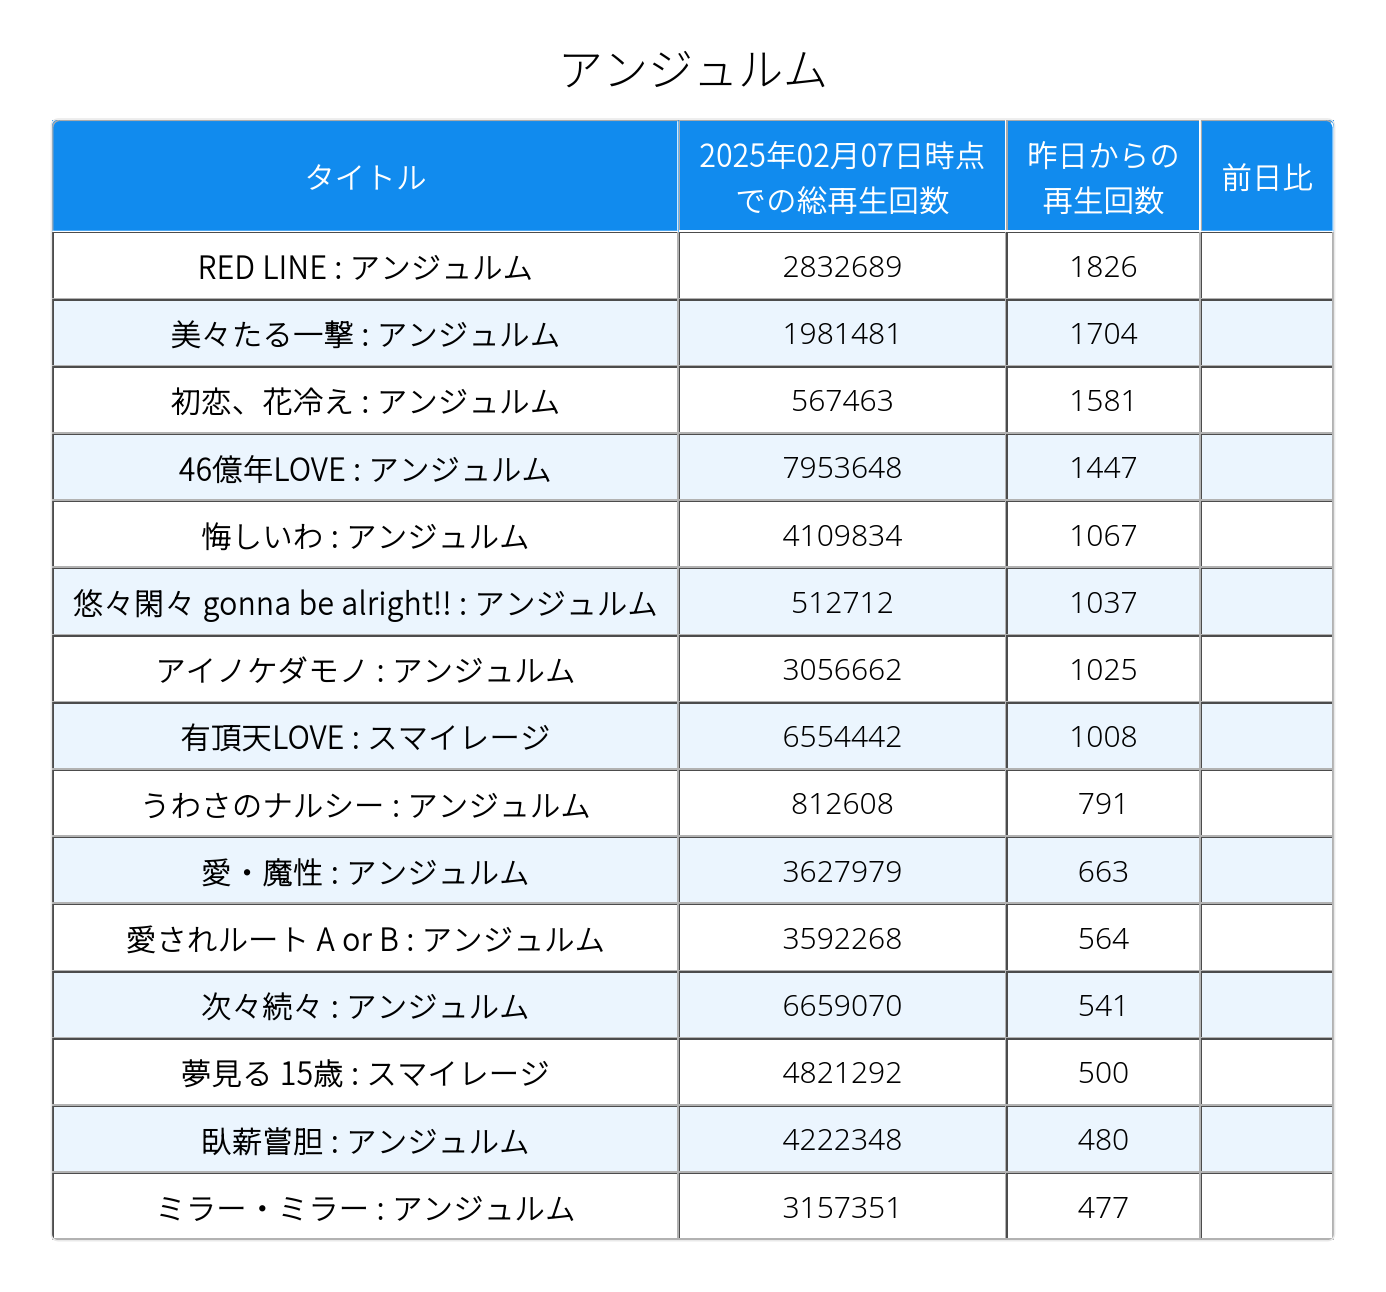 アンジュルム
タイトル
2025年02月07日時点
での総再生回数
昨日からの
再生回数
前日比
RED LINE : アンジュルム 2832689 1826
美々たる一撃 : アンジュルム 1981481 1704
初恋、花冷え : アンジュルム 567463 1581
46億年LOVE : アンジュルム 7953648 1447
悔しいわ : アンジュルム 4109834 1067
悠々閑々 gonna be alright!! : アンジュルム 512712 1037
アイノケダモノ : アンジュルム 3056662 1025
有頂天LOVE : スマイレージ 6554442 1008
うわさのナルシー : アンジュルム 812608 791
愛・魔性 : アンジュルム 3627979 663
愛されルート A or B : アンジュルム 3592268 564
次々続々 : アンジュルム 6659070 541
夢見る 15歳 : スマイレージ 4821292 500
臥薪嘗胆 : アンジュルム 4222348 480
ミラー・ミラー : アンジュルム 3157351 477